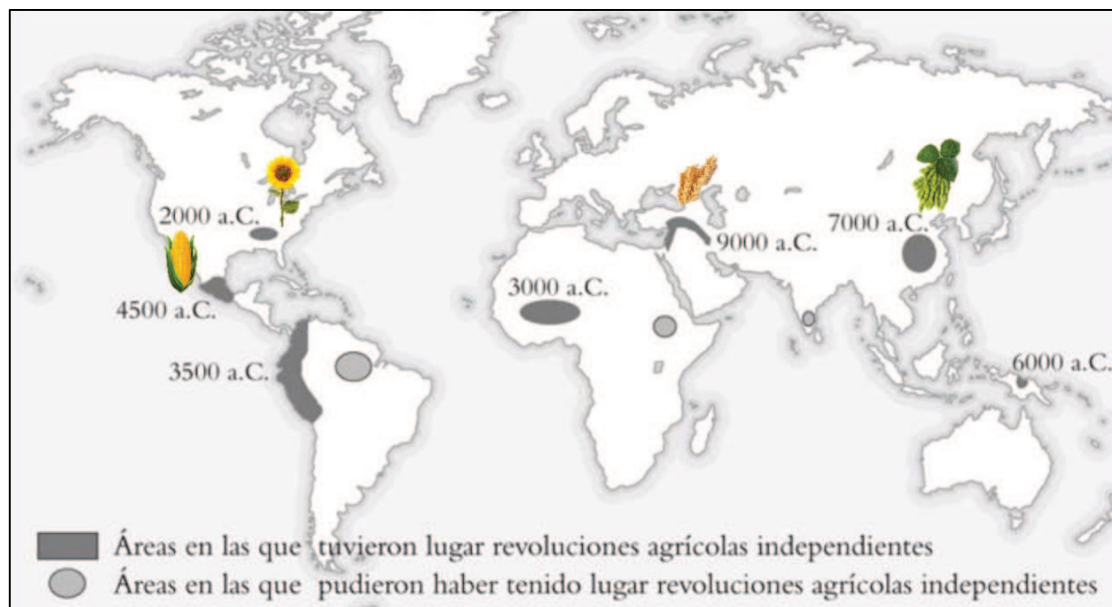 2000 a.C.
4500 a.C.
3500 a.C.
3000 a.C.
9000 a.C.
7000 a.C.
6000 a.C.
Áreas en las que tuvieron lugar revoluciones agrícolas independientes
Áreas en las que pudieron haber tenido lugar revoluciones agrícolas independientes